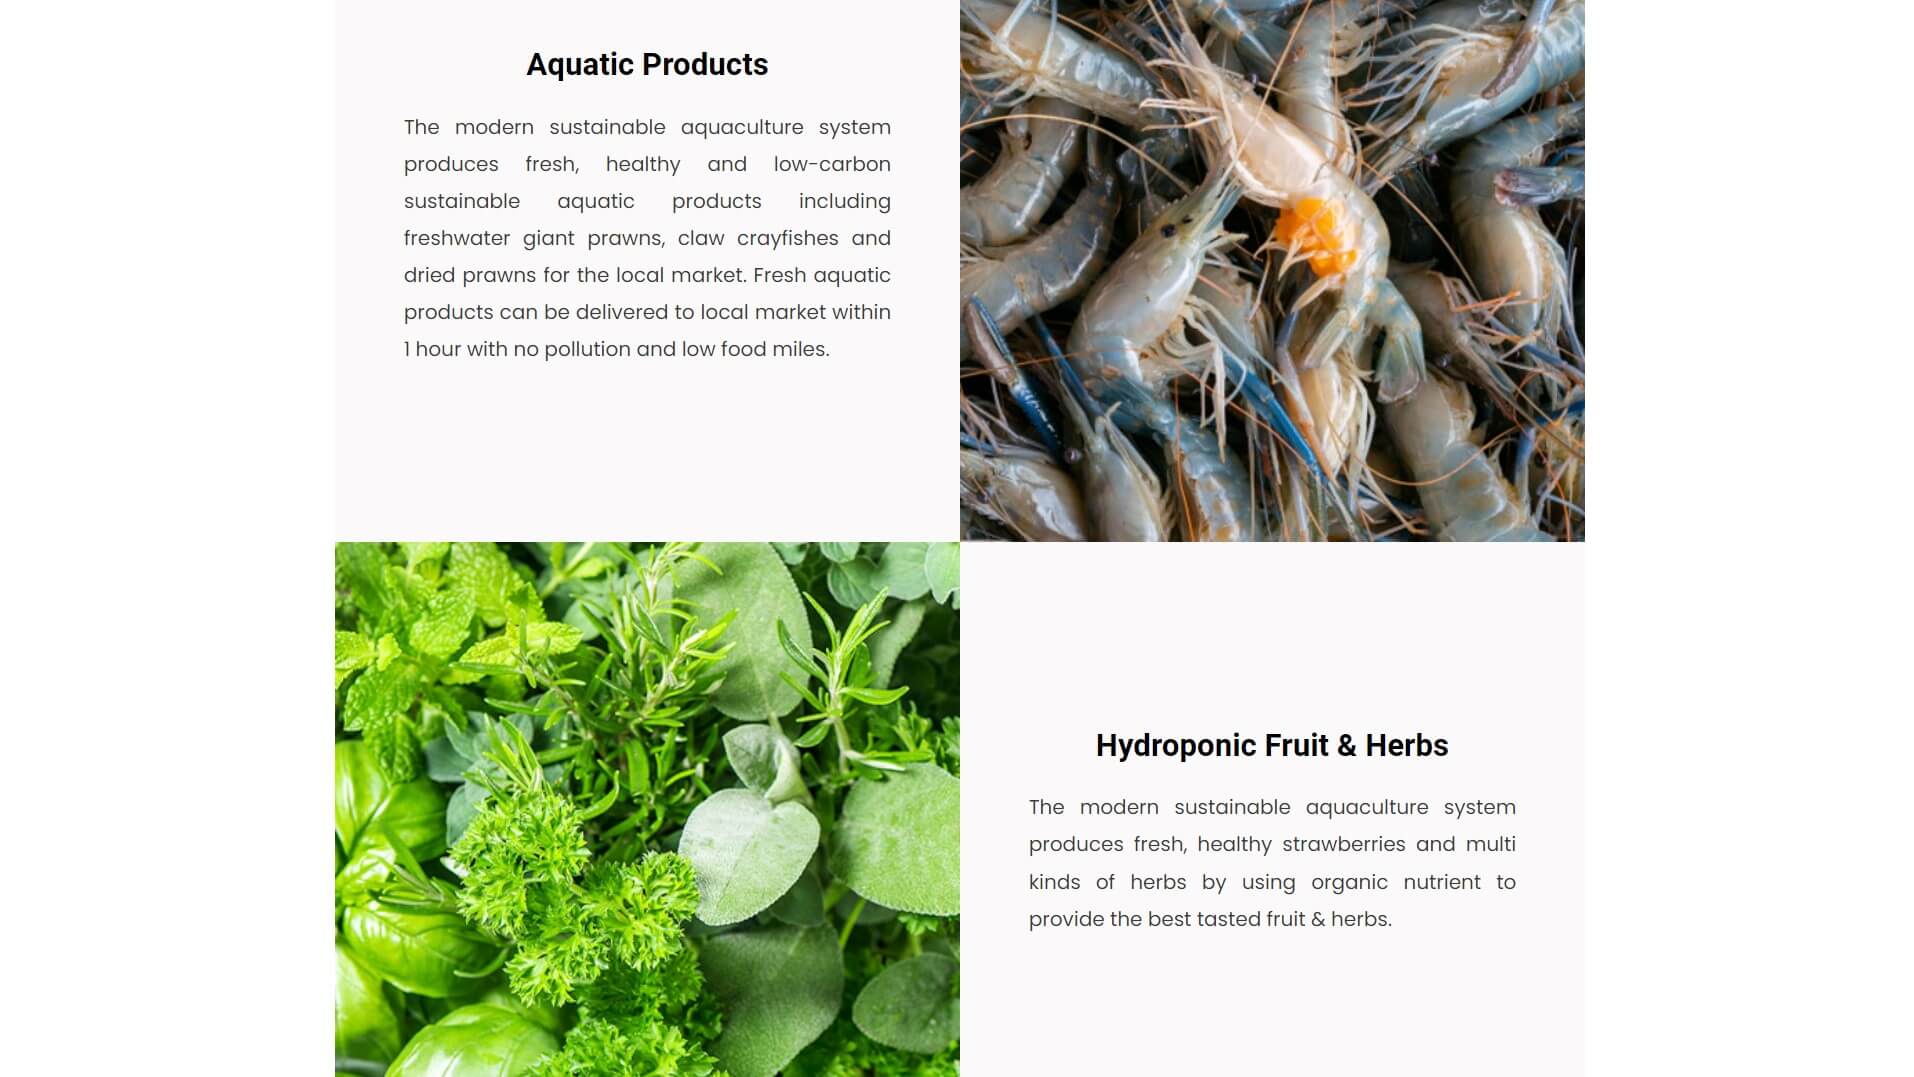 Aquatic Products
The modern sustainable aquaculture system
produces fresh, healthy and low-carbon
sustainable aquatic products including
freshwater giant prawns, claw crayfishes and
dried prawns for the local market. Fresh aquatic
products can be delivered to local market within
1 hour with no pollution and low food miles.
Hydroponic Fruit & Herbs
The modern sustainable aquaculture system
produces fresh, healthy strawberries and multi
kinds of herbs by using organic nutrient to
provide the best tasted fruit & herbs.